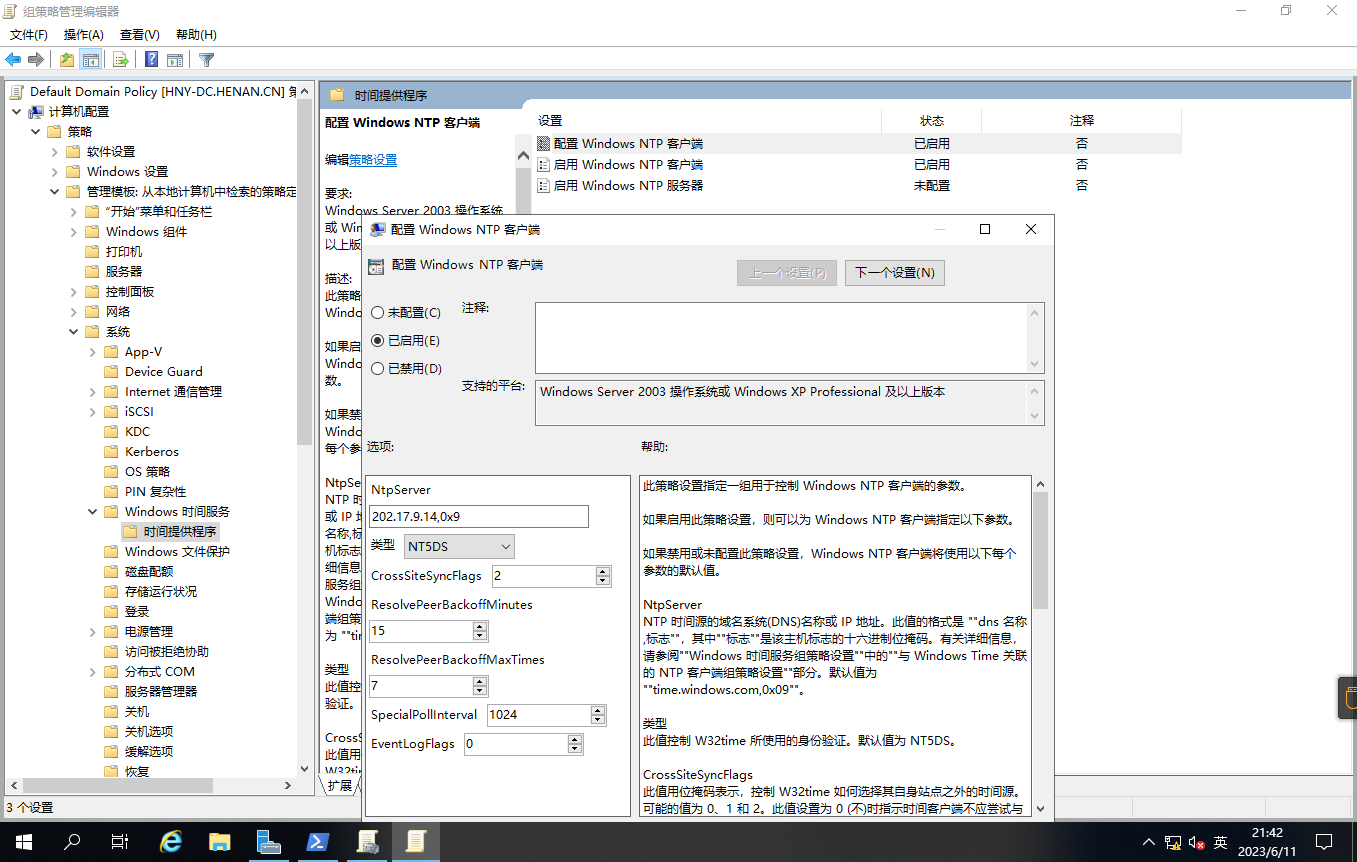 组策略管理编辑器
文件(F) 操作(A) 查看(V) 帮助(H)
Default Domain Policy [HNY-DC.HENAN.CN] 策
计算机配置
策略
软件设置
Windows 设置
管理模板: 从本地计算机中检索的策略定
“开始”菜单和任务栏
Windows 组件
打印机
服务器
控制面板
网络
系统
App-V
Device Guard
Internet 通信管理
iSCSI
KDC
Kerberos
OS 策略
PIN 复杂性
Windows 时间服务
时间提供程序
Windows 文件保护
磁盘配额
存储运行状况
登录
电源管理
访问被拒绝协助
分布式 COM
服务器管理器
关机
关机选项
缓解选项
恢复
3 个设置
时间提供程序
配置 Windows NTP 客户端
编辑策略设置
要求:
Windows Server 2003 操作系统
或 Win
以上版
描述:
此策略
Windo
如果启
Windo
数。
如果禁
Windo
每个参
NtpSe
NTP 时
或 IP 地
名称,标
机标志
细信息
服务组
Windo
端组策
为 ""tim
类型
此值控
验证。
CrossS
此值用
W32ti
扩展
设置 状态 注释
配置 Windows NTP 客户端 已启用 否
启用 Windows NTP 客户端 已启用 否
启用 Windows NTP 服务器 未配置 否
配置 Windows NTP 客户端
配置 Windows NTP 客户端
上一个设置(P) 下一个设置(N)
未配置(C)
已启用(E)
已禁用(D)
注释:
支持的平台:
Windows Server 2003 操作系统或 Windows XP Professional 及以上版本
选项:
NtpServer
202.17.9.14,0x9
类型 NT5DS
CrossSiteSyncFlags 2
ResolvePeerBackoffMinutes
15
ResolvePeerBackoffMaxTimes
7
SpecialPollInterval 1024
EventLogFlags 0
帮助:
此策略设置指定一组用于控制 Windows NTP 客户端的参数。
如果启用此策略设置，则可以为 Windows NTP 客户端指定以下参数。
如果禁用或未配置此策略设置，Windows NTP 客户端将使用以下每个
参数的默认值。
NtpServer
NTP 时间源的域名系统(DNS)名称或 IP 地址。此值的格式是 ""dns 名称
,标志""，其中""标志""是该主机标志的十六进制位掩码。有关详细信息，
请参阅""Windows 时间服务组策略设置""中的""与 Windows Time 关联
的 NTP 客户端组策略设置""部分。默认值为
""time.windows.com,0x09""。
类型
此值控制 W32time 所使用的身份验证。默认值为 NT5DS。
CrossSiteSyncFlags
此值用位掩码表示，控制 W32time 如何选择其自身站点之外的时间源。
可能的值为 0、1 和 2。此值设置为 0 (不)时指示时间客户端不应尝试与
英
21:42
2023/6/11